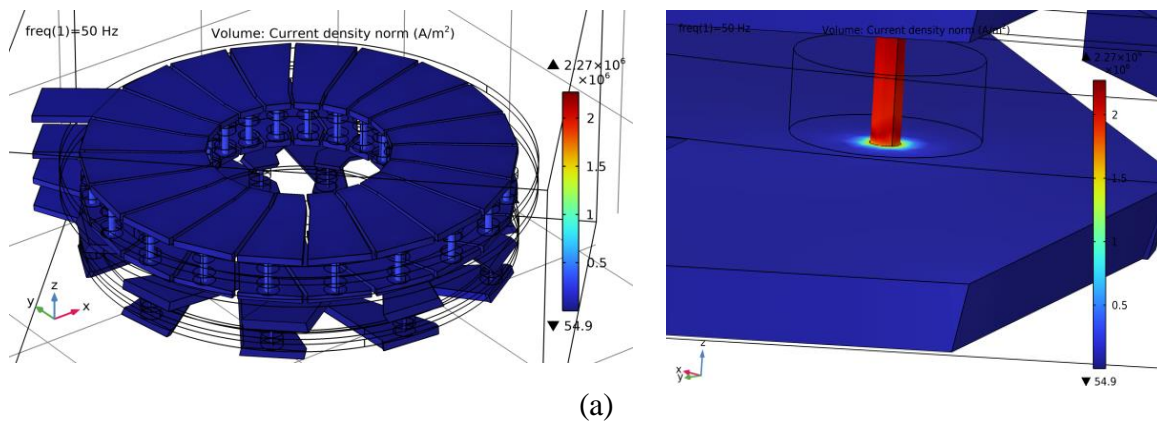 freq(1)=50 Hz
Volume: Current density norm (A/m²)
▲ 2.27×10⁶
×10⁶
2
1.5
1
0.5
▼ 54.9
y z x
freq(1)=50 Hz
Volume: Current density norm (A/m²)
▲ 2.27×10⁶
×10⁶
2
1.5
1
0.5
▼ 54.9
z
x
y
(a)